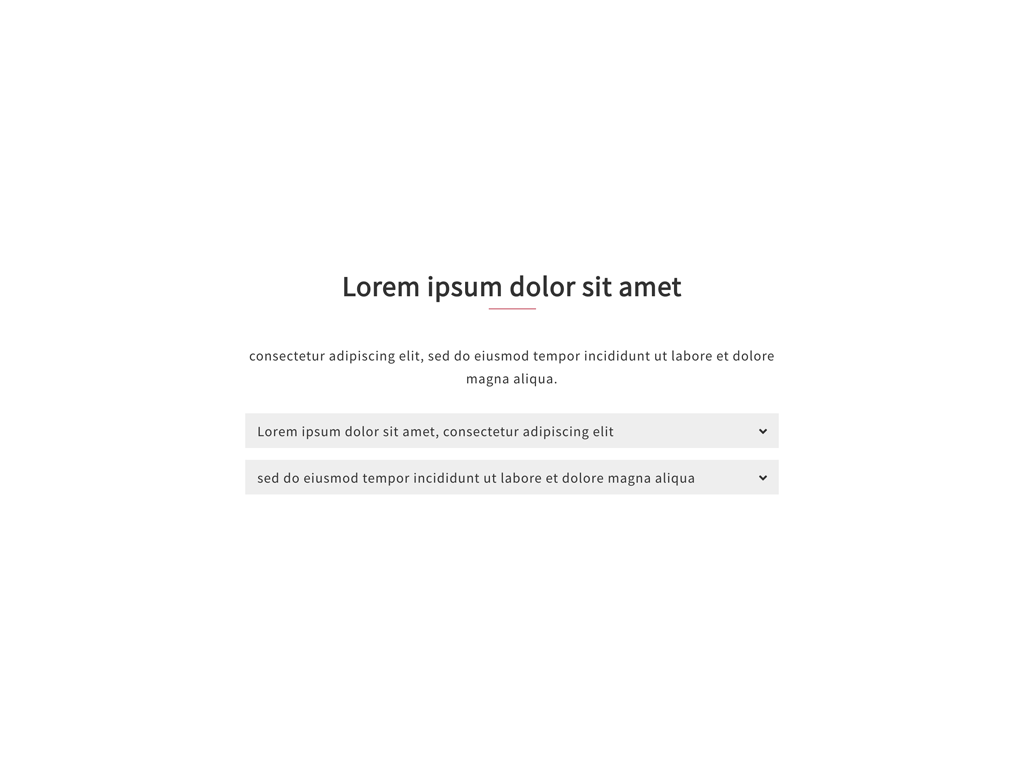 Lorem ipsum dolor sit amet
consectetur adipiscing elit, sed do eiusmod tempor incididunt ut labore et dolore
magna aliqua.
Lorem ipsum dolor sit amet, consectetur adipiscing elit
sed do eiusmod tempor incididunt ut labore et dolore magna aliqua